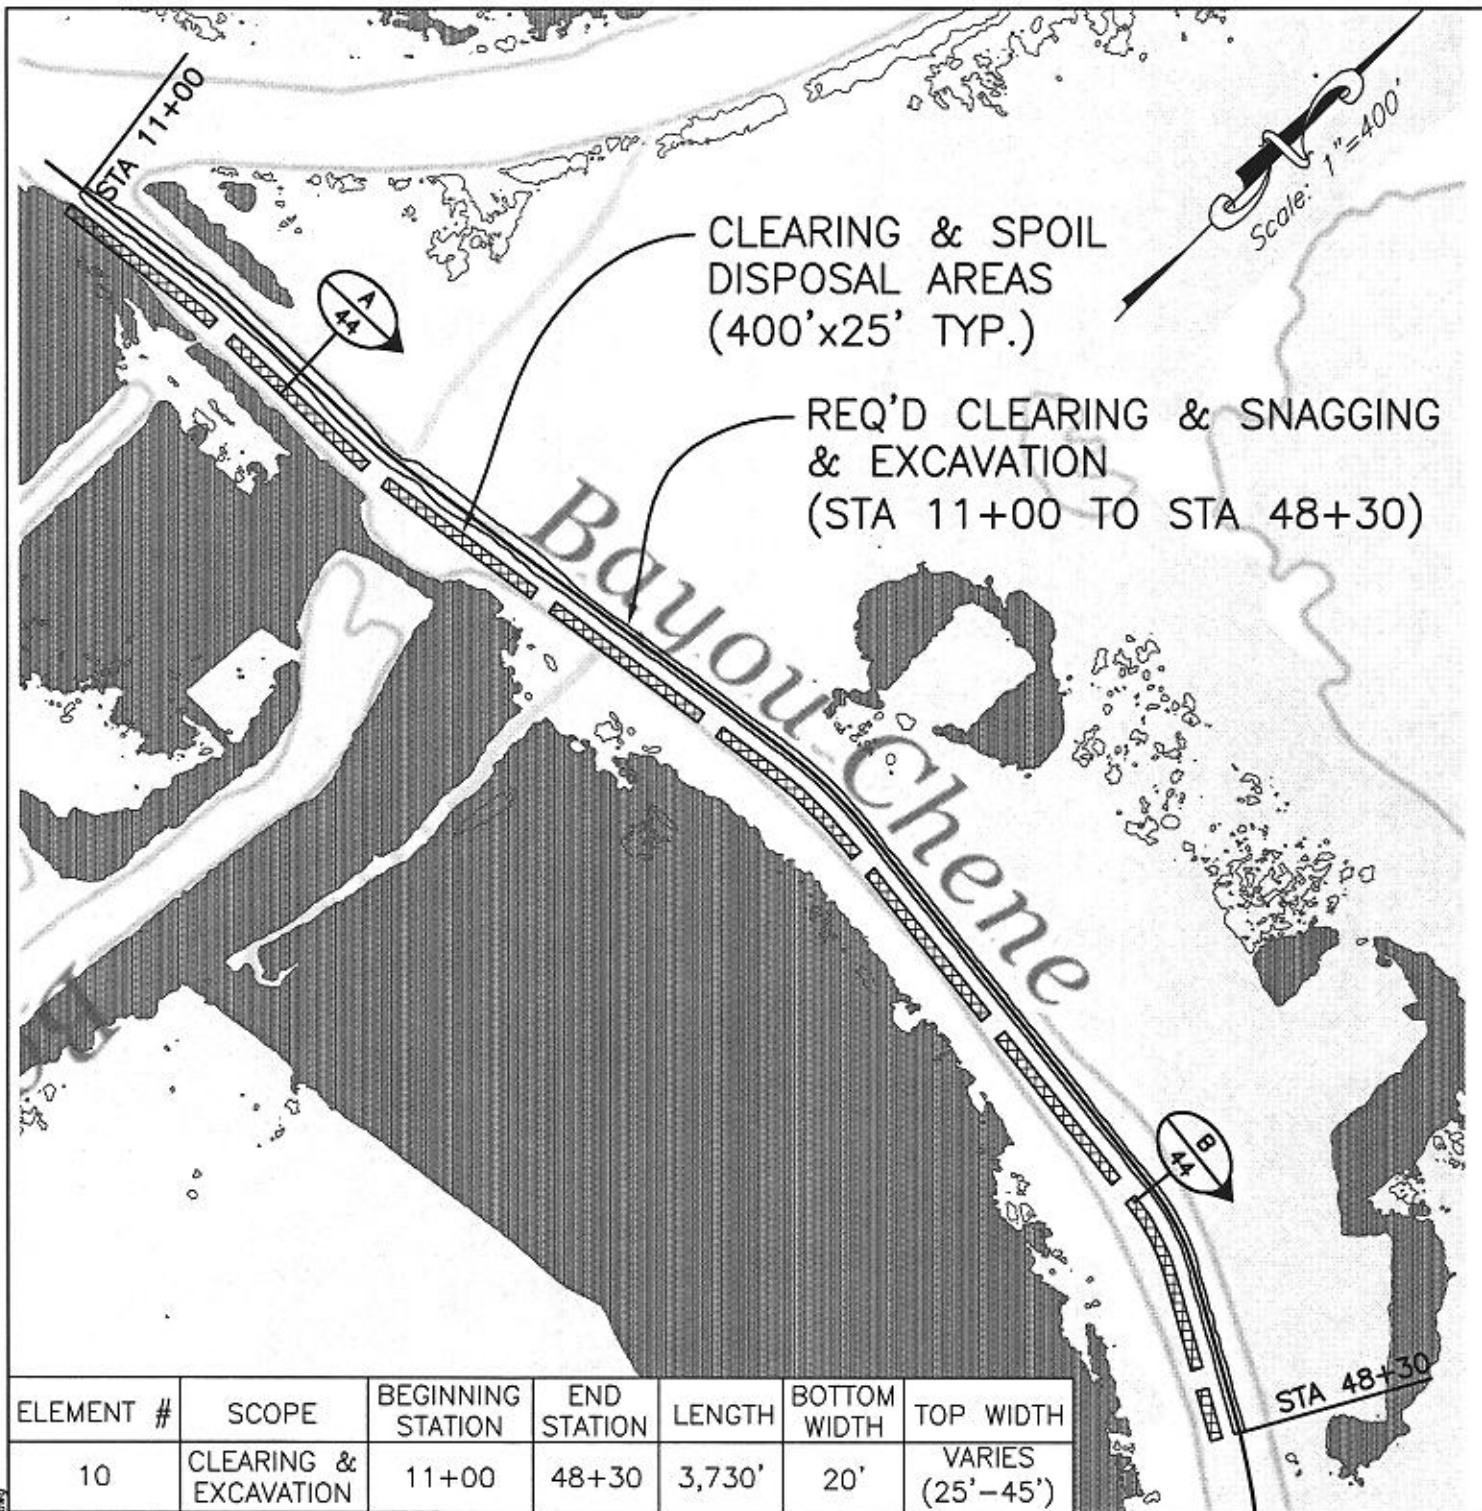 STA 11+00
Scale: 1"=400'
CLEARING & SPOIL
DISPOSAL AREAS
(400'x25' TYP.)
A
44
REQ'D CLEARING & SNAGGING
& EXCAVATION
(STA 11+00 TO STA 48+30)
Bayou Chene
B
44
STA 48+30
ELEMENT # SCOPE BEGINNING STATION END STATION LENGTH BOTTOM WIDTH TOP WIDTH
10 CLEARING & EXCAVATION 11+00 48+30 3,730' 20' VARIES (25'-45')